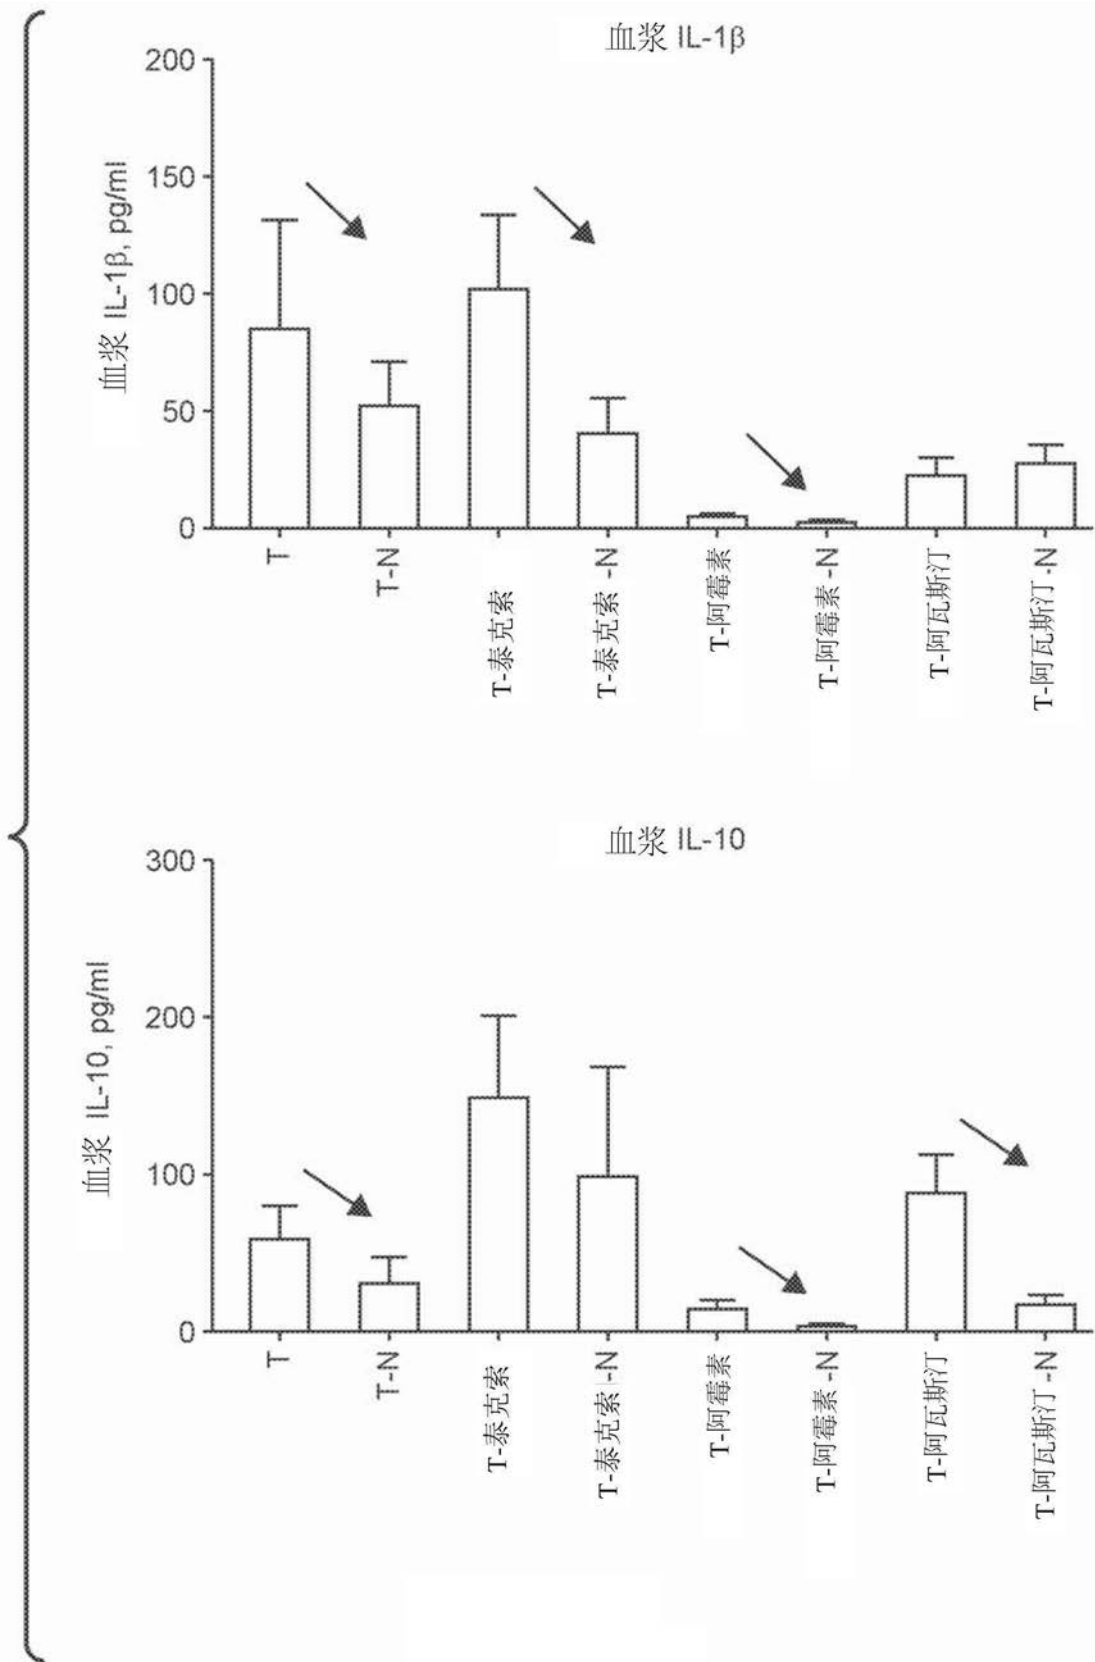 血浆 IL-1β
血浆 IL-1β, pg/ml
200
150
100
50
0
T
T-N
T-泰克索
T-泰克索 -N
T-阿霉素
T-阿霉素 -N
T-阿瓦斯汀
T-阿瓦斯汀 -N
血浆 IL-10
血浆 IL-10, pg/ml
300
200
100
0
T
T-N
T-泰克索
T-泰克索 -N
T-阿霉素
T-阿霉素 -N
T-阿瓦斯汀
T-阿瓦斯汀 -N